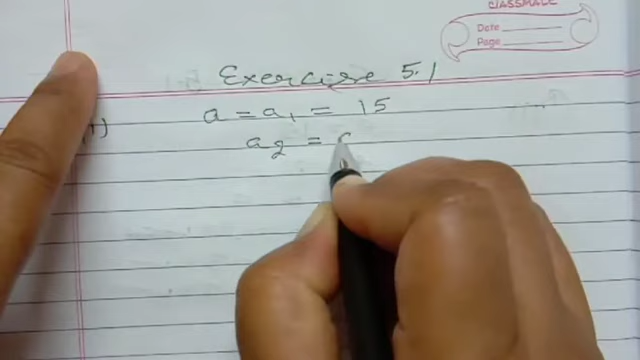 CLASSMATE
Date
Page
Exercise 5.1
a = a₁ = 15
a₂ =